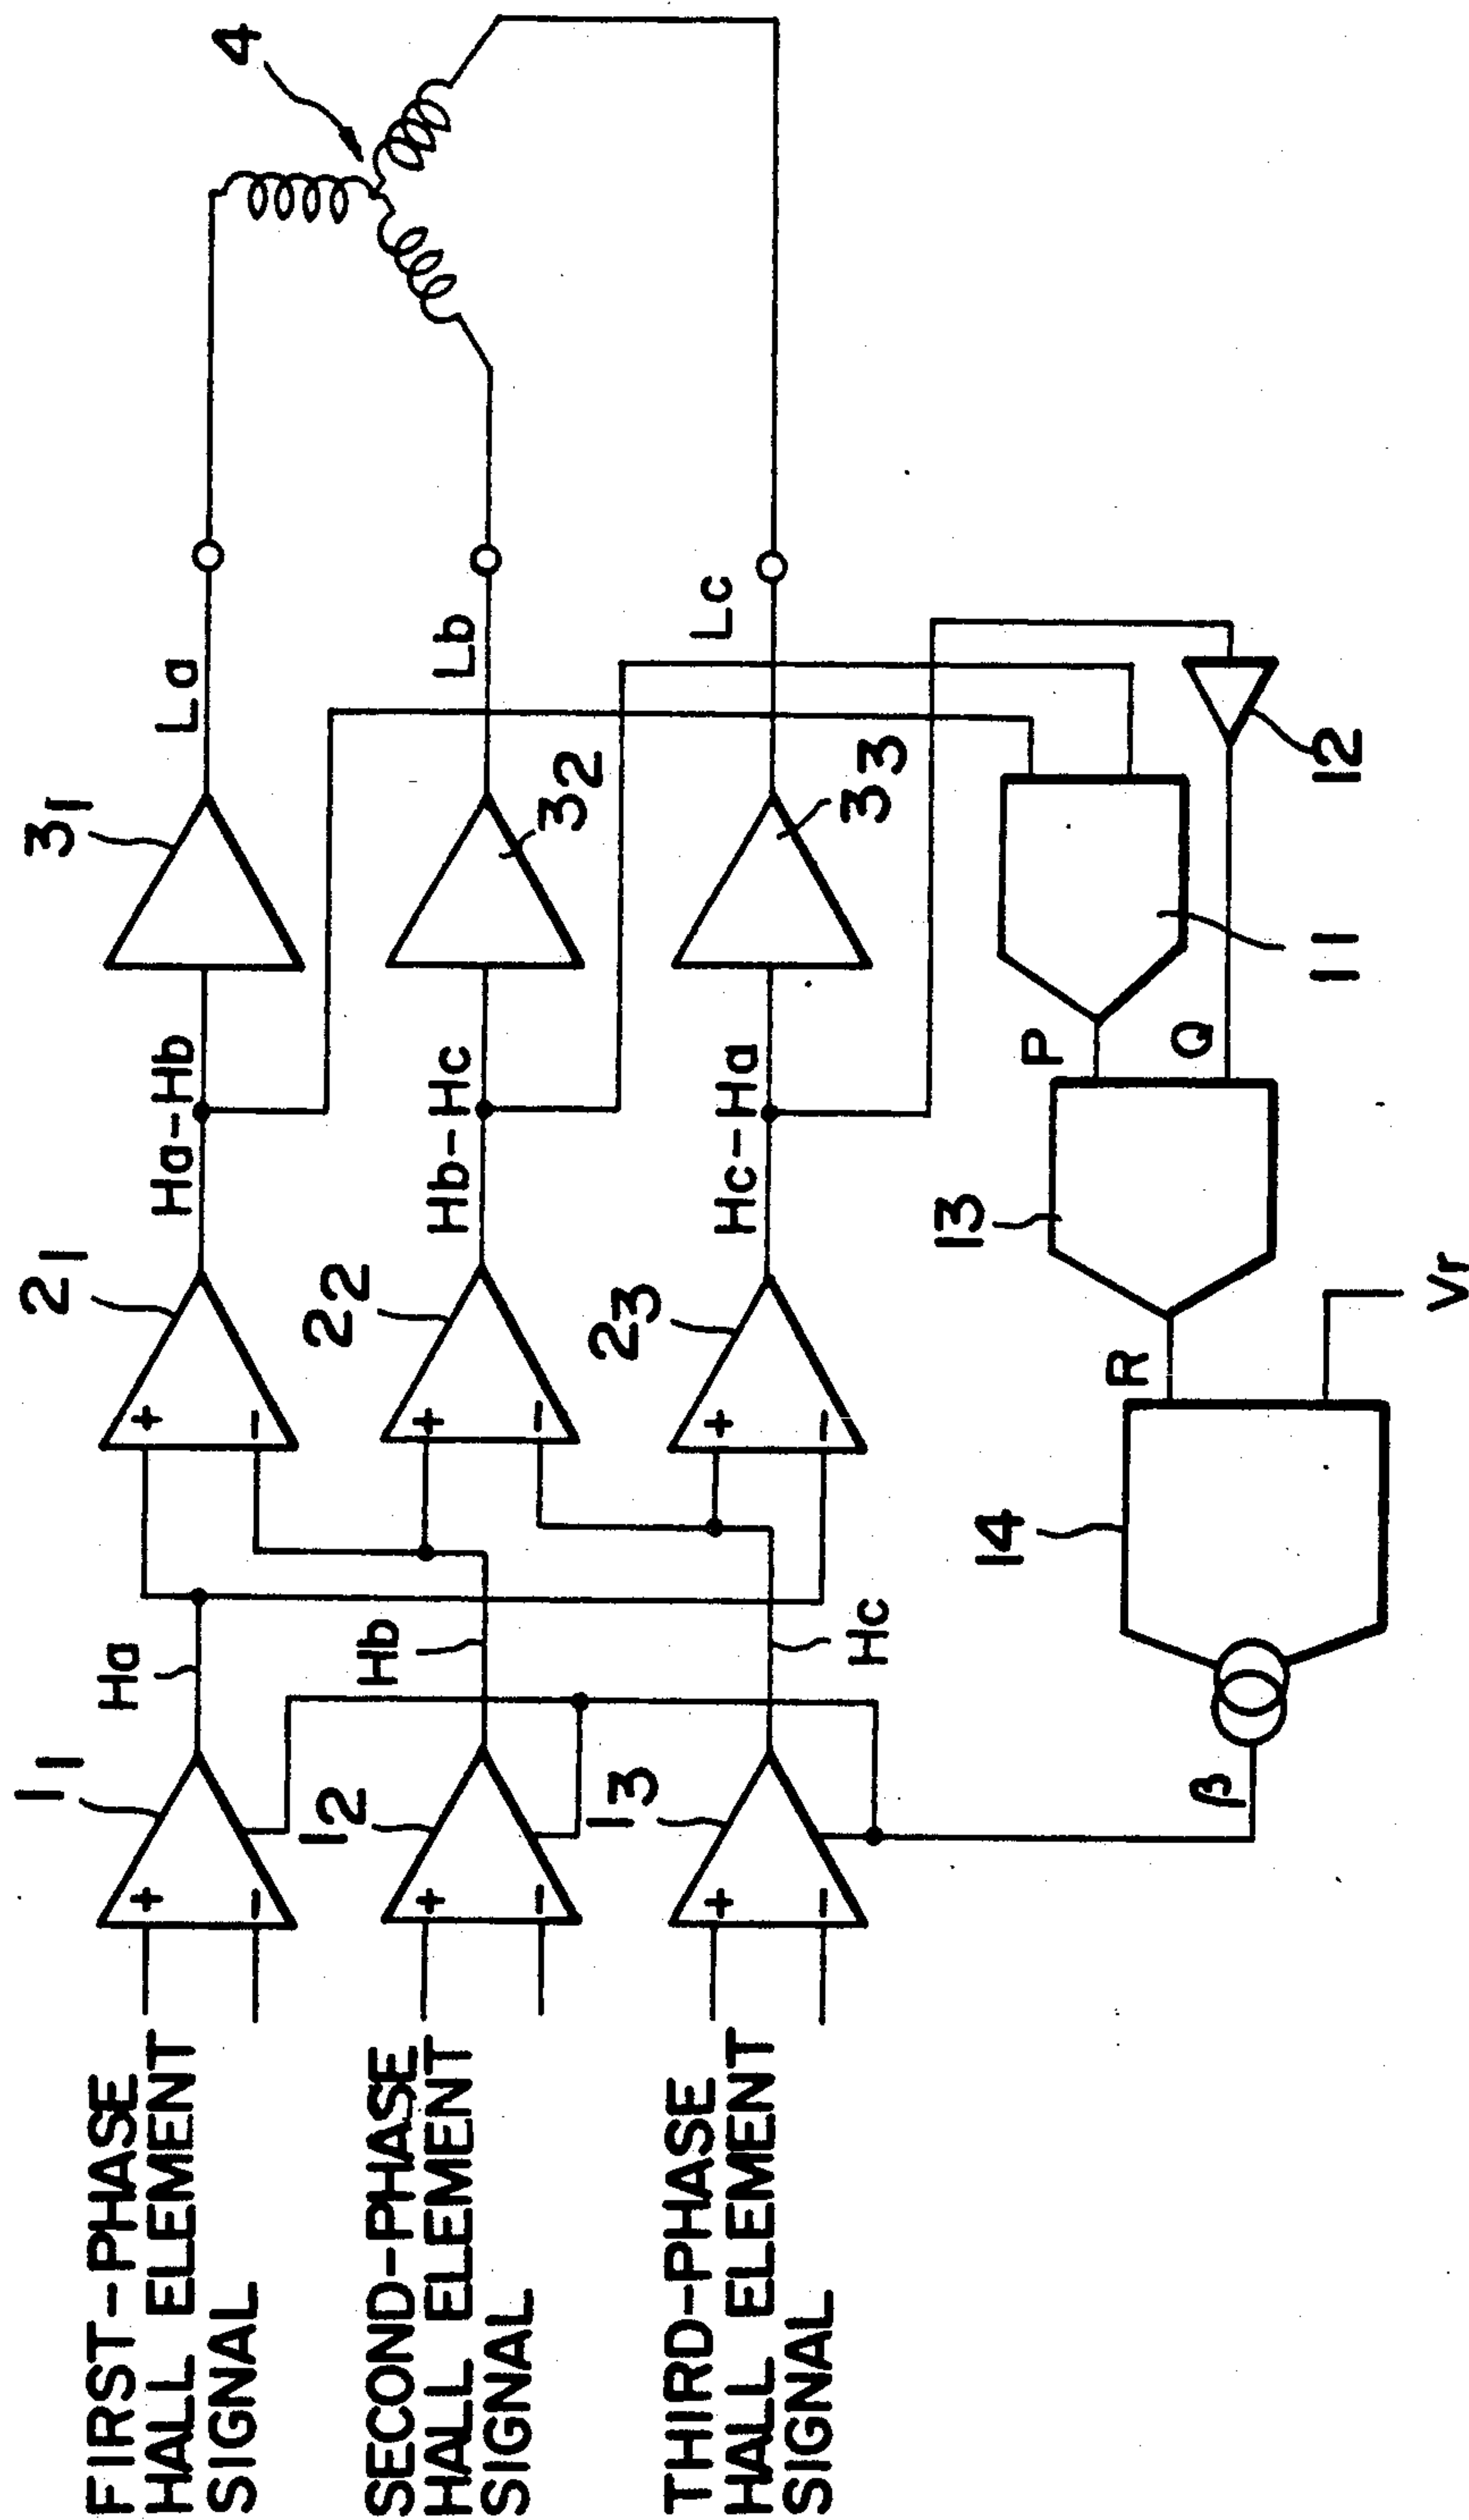 FIRST-PHASE
HALL ELEMENT
SIGNAL
SECOND-PHASE
HALL ELEMENT
SIGNAL
THIRD-PHASE
HALL ELEMENT
SIGNAL
11
+
-
Ha
12
+
-
Hb
13
+
-
Hc
21
+
-
Ha-Hb
22
+
-
Hb-Hc
23
+
-
Hc-Ha
31
La
32
Lb
33
Lc
4
β
14
R
Vr
13
P
Q
11
12